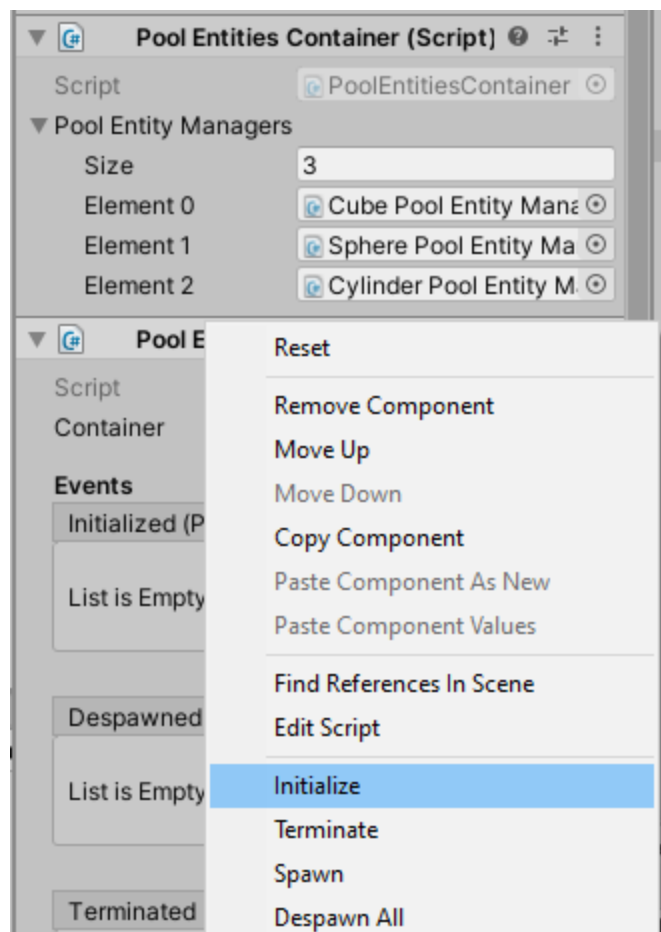 Pool Entities Container (Script)
Script PoolEntitiesContainer
Pool Entity Managers
Size 3
Element 0 Cube Pool Entity Mana
Element 1 Sphere Pool Entity Ma
Element 2 Cylinder Pool Entity M
Pool E
Script
Container
Events
Initialized (P
List is Empty
Despawned
List is Empty
Terminated
Reset
Remove Component
Move Up
Move Down
Copy Component
Paste Component As New
Paste Component Values
Find References In Scene
Edit Script
Initialize
Terminate
Spawn
Despawn All